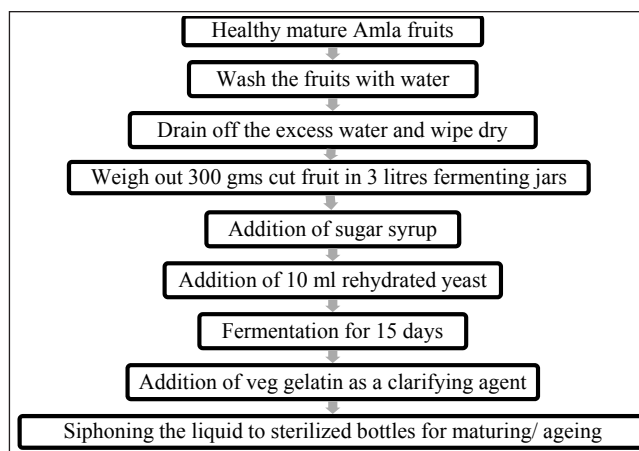 Healthy mature Amla fruits
Wash the fruits with water
Drain off the excess water and wipe dry
Weigh out 300 gms cut fruit in 3 litres fermenting jars
Addition of sugar syrup
Addition of 10 ml rehydrated yeast
Fermentation for 15 days
Addition of veg gelatin as a clarifying agent
Siphoning the liquid to sterilized bottles for maturing/ ageing